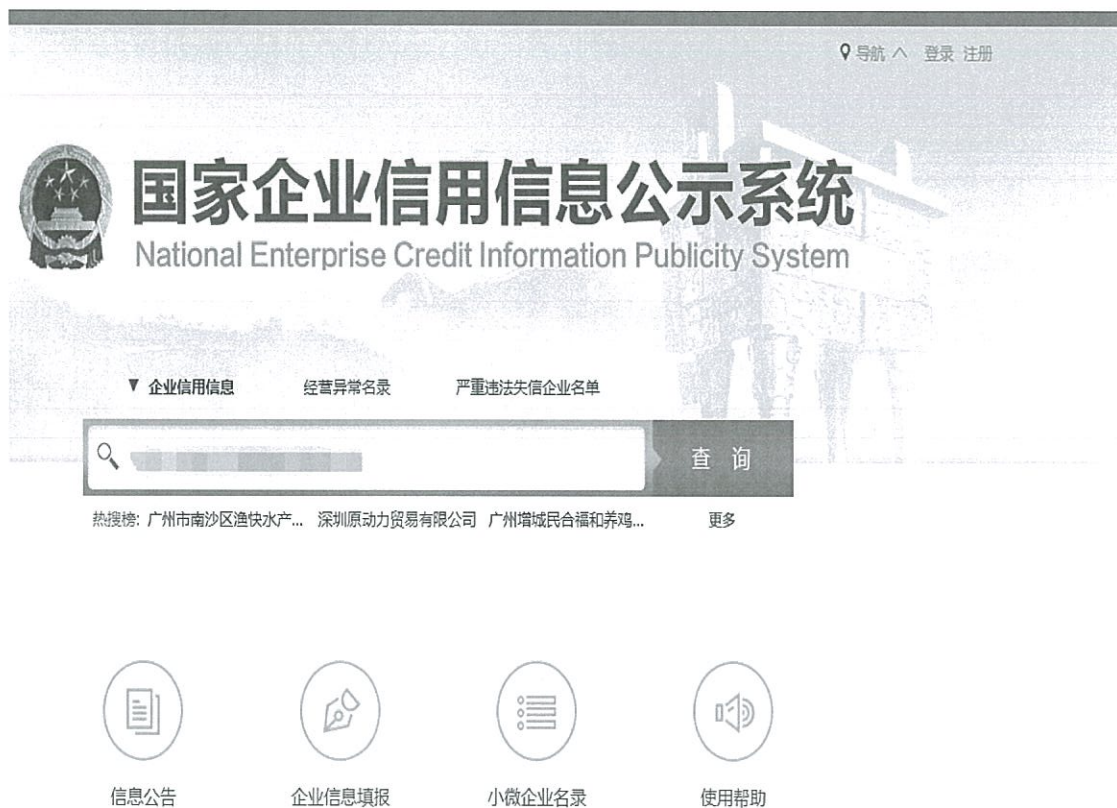 导航 登录 注册
国家企业信用信息公示系统
National Enterprise Credit Information Publicity System
企业信用信息 经营异常名录 严重违法失信企业名单
查询
热搜榜: 广州市南沙区渔快水产... 深圳原动力贸易有限公司 广州增城民合福和养鸡... 更多
信息公告 企业信息填报 小微企业名录 使用帮助